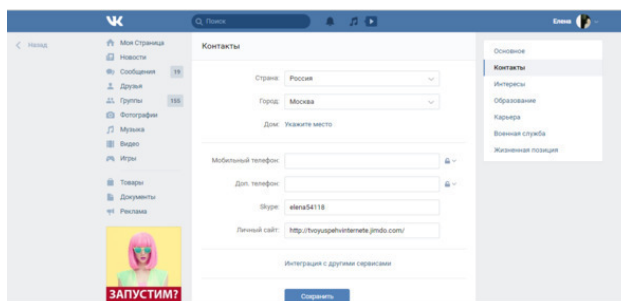 Поиск
Елена
Назад
Моя Страница
Новости
Сообщения 19
Друзья
Группы 155
Фотографии
Музыка
Видео
Игры
Товары
Документы
Реклама
ЗАПУСТИМ?
Контакты
Страна: Россия
Город: Москва
Дом: Укажите место
Мобильный телефон:
Доп. телефон:
Skype: elena54118
Личный сайт: http://tvoyuspehvinternete.jimdo.com/
Интеграция с другими сервисами
Сохранить
Основное
Контакты
Интересы
Образование
Карьера
Военная служба
Жизненная позиция